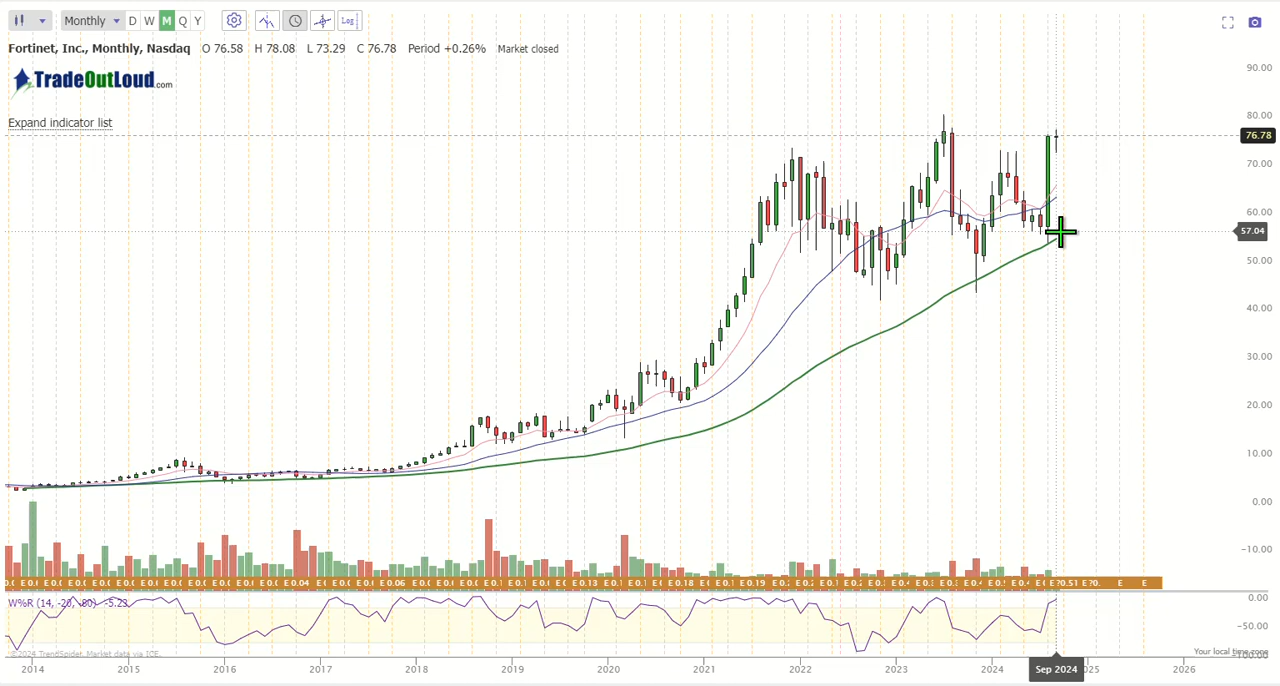 Monthly D W M Q Y Log
Fortinet, Inc., Monthly, Nasdaq O 76.58 H 78.08 L 73.29 C 76.78 Period +0.26% Market closed
TradeOutLoud.com
Expand indicator list
90.00
80.00
76.78
70.00
60.00
57.04
50.00
40.00
30.00
20.00
10.00
0.00
−10.00
W%R (14, -20, -80) -5.23
0.00
−50.00
©2024 TrendSpider. Market data via ICE.
Your local time zone
−100.00
2014 2015 2016 2017 2018 2019 2020 2021 2022 2023 2024 Sep 2024 025 2026